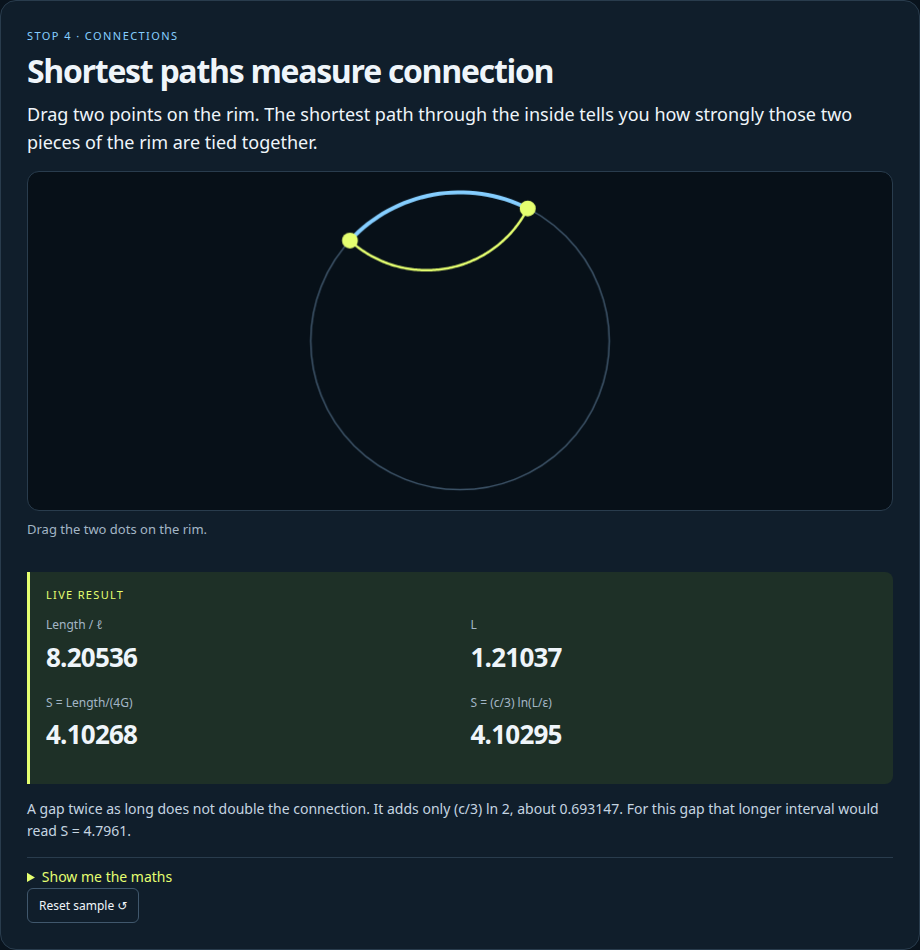 STOP 4 · CONNECTIONS
Shortest paths measure connection
Drag two points on the rim. The shortest path through the inside tells you how strongly those two
pieces of the rim are tied together.
Drag the two dots on the rim.
LIVE RESULT
Length / ℓ
L
8.20536
1.21037
S = Length/(4G)
S = (c/3) ln(L/ε)
4.10268
4.10295
A gap twice as long does not double the connection. It adds only (c/3) ln 2, about 0.693147. For this gap that longer interval would
read S = 4.7961.
▶ Show me the maths
Reset sample ↺